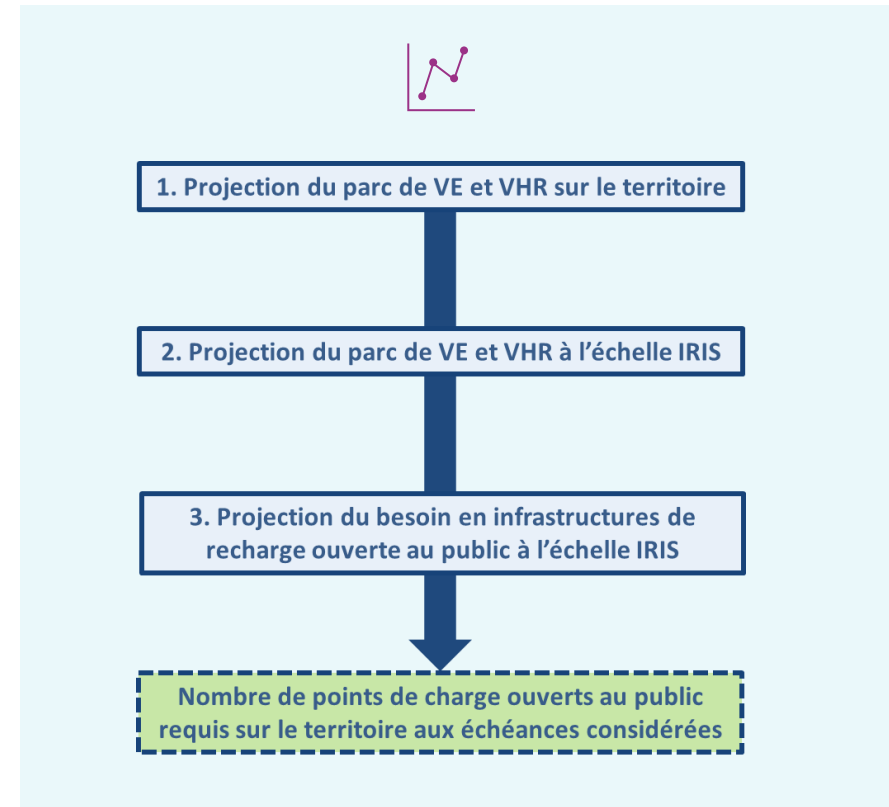 1. Projection du parc de VE et VHR sur le territoire
2. Projection du parc de VE et VHR à l’échelle IRIS
3. Projection du besoin en infrastructures de
recharge ouverte au public à l’échelle IRIS
Nombre de points de charge ouverts au public
requis sur le territoire aux échéances considérées